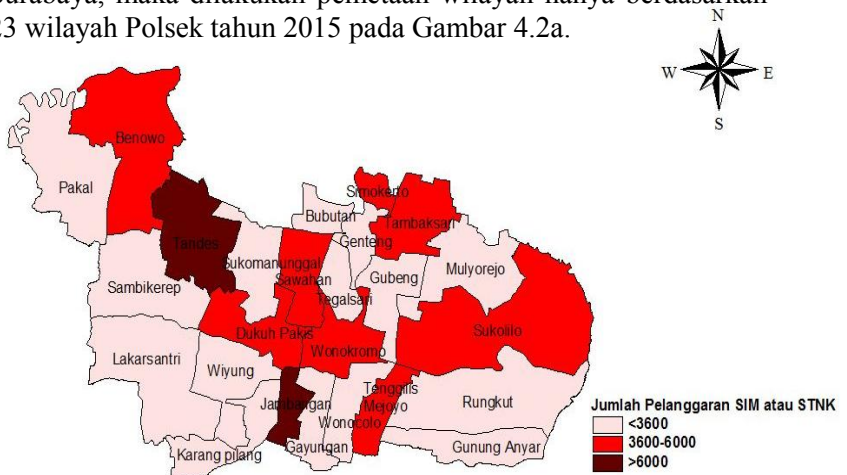 Surabaya, maka dilakukan pemetaan wilayah hanya berdasarkan
23 wilayah Polsek tahun 2015 pada Gambar 4.2a.
N
W
E
S
Benowo
Pakal
Simokerto
Bubutan
Tambaksari
Tandes
Genteng
Sukomanunggal
Mulyorejo
Sawahan
Gubeng
Sambikerep
Tegalsari
Dukuh Pakis
Sukolilo
Wonokromo
Lakarsantri
Wiyung
Tenggilis
Mejoyo
Rungkut
Jambangan
Wonocolo
Gayungan
Gunung Anyar
Karang pilang
Jumlah Pelanggaran SIM atau STNK
<3600
3600-6000
>6000